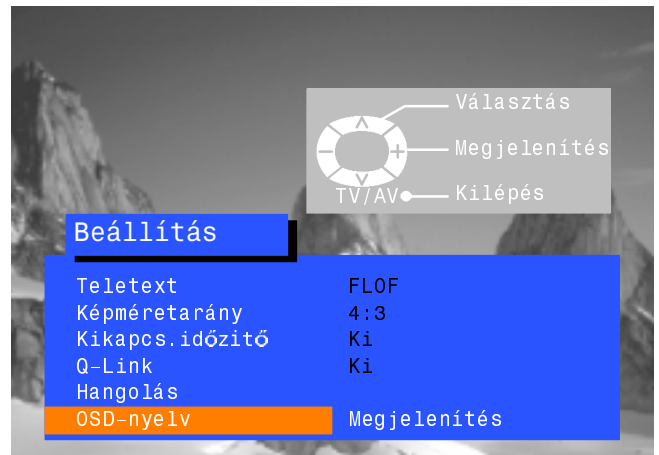 Választás
Megjelenítés
TV/AV Kilépés
Beállítás
Teletext FLOF
Képméretarány 4:3
Kikapcs.időzitő Ki
Q-Link Ki
Hangolás
OSD-nyelv Megjelenítés